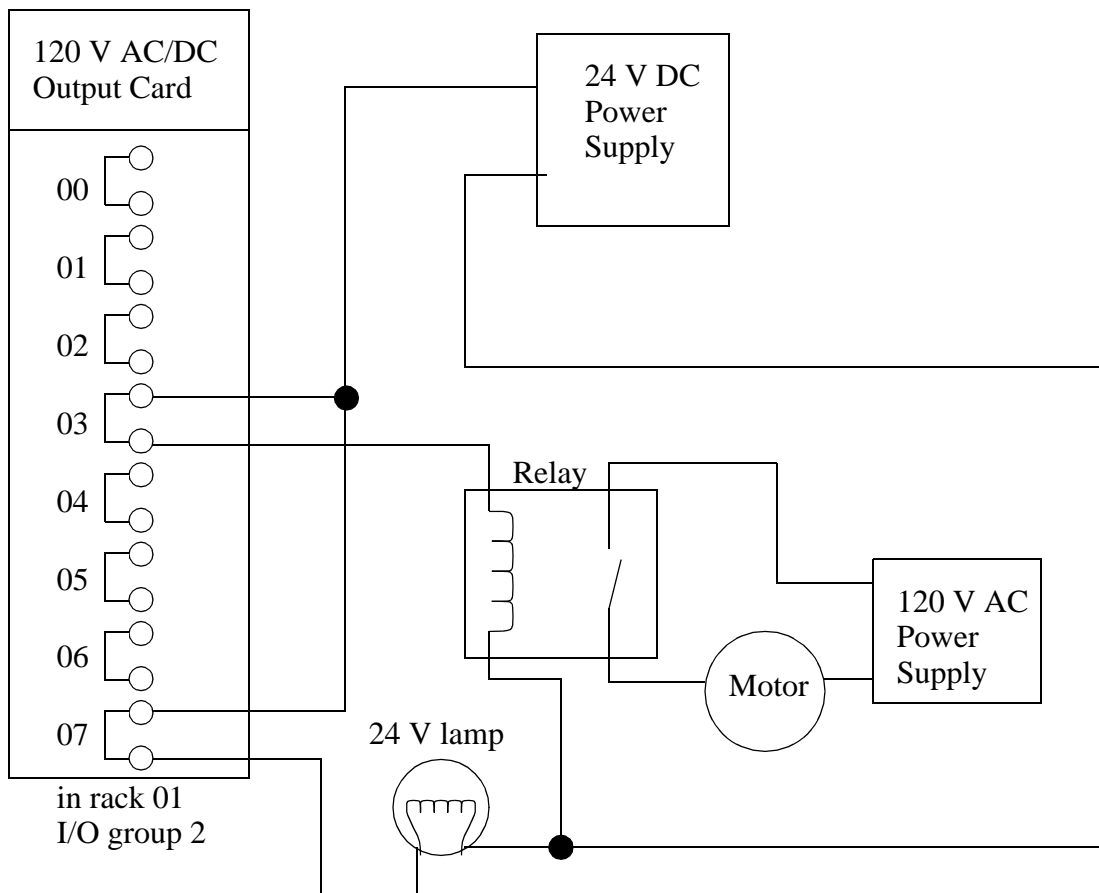 120 V AC/DC
Output Card
24 V DC
Power
Supply
00
01
02
03
04
05
06
07
Relay
120 V AC
Power
Supply
Motor
24 V lamp
in rack 01
I/O group 2